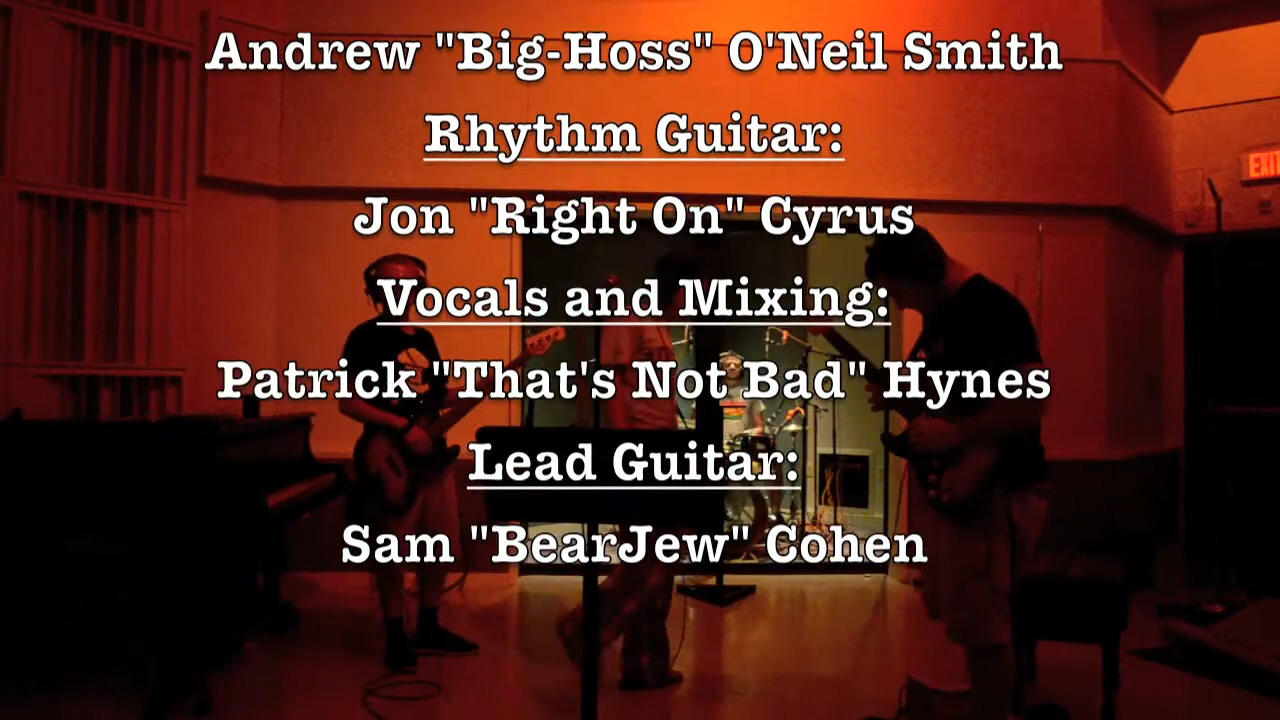 Andrew "Big-Hoss" O'Neil Smith
Rhythm Guitar:
Jon "Right On" Cyrus
Vocals and Mixing:
Patrick "That's Not Bad" Hynes
Lead Guitar:
Sam "BearJew" Cohen